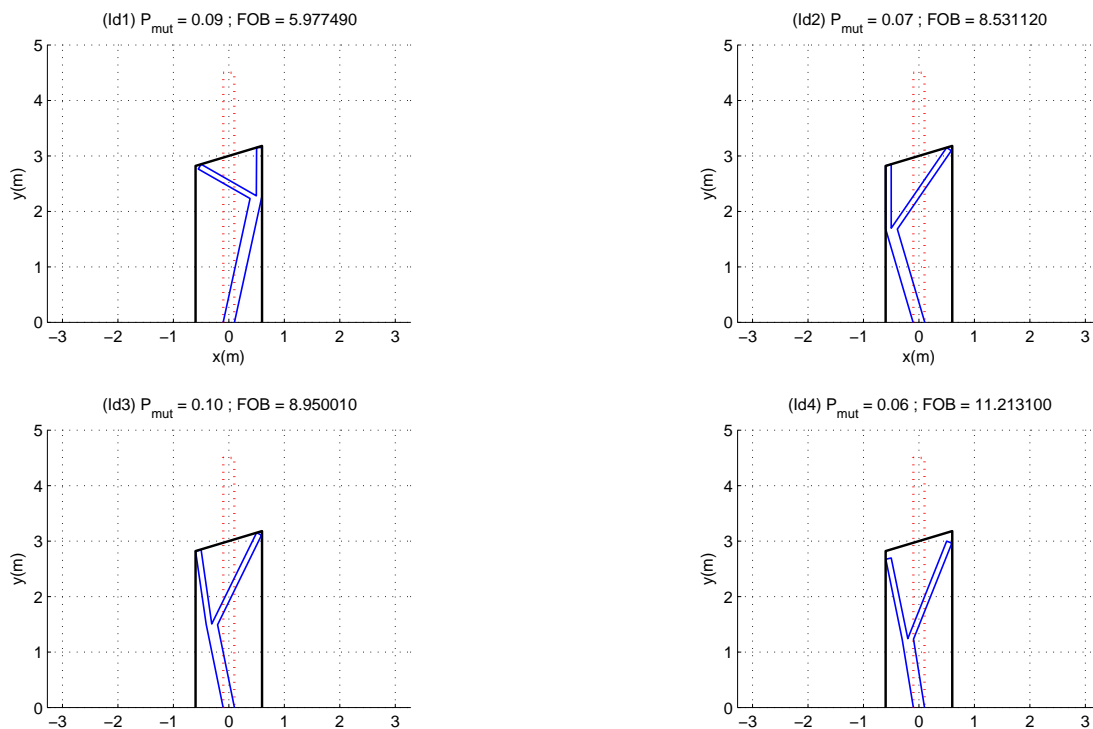 (Id1) P_mut = 0.09 ; FOB = 5.977490
5
4
3
2
1
0
y(m)
−3 −2 −1 0 1 2 3
x(m)
(Id2) P_mut = 0.07 ; FOB = 8.531120
5
4
3
2
1
0
y(m)
−3 −2 −1 0 1 2 3
x(m)
(Id3) P_mut = 0.10 ; FOB = 8.950010
5
4
3
2
1
0
y(m)
−3 −2 −1 0 1 2 3
(Id4) P_mut = 0.06 ; FOB = 11.213100
5
4
3
2
1
0
y(m)
−3 −2 −1 0 1 2 3